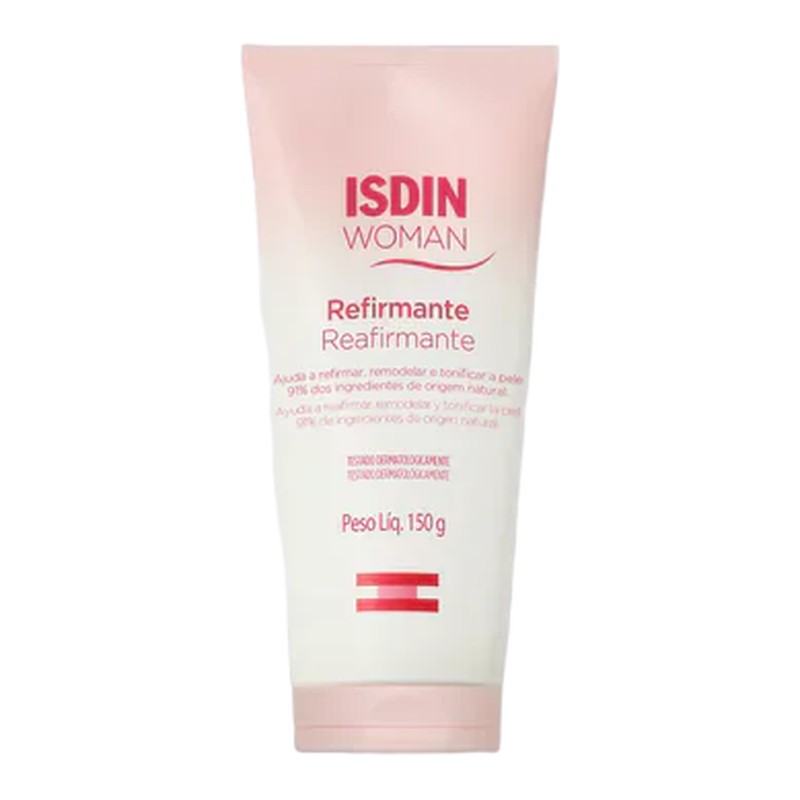 ISDIN
WOMAN
Refirmante
Reafirmante
Ajuda a refirmar, remodelar e tonificar a pele
91% dos ingredientes de origem natural.
Ayuda a reafirmar, remodelar y tonificar la piel
91% de ingredientes de origen natural.
TESTADO DERMATOLOGICAMENTE
TESTADO DERMATOLÓGICAMENTE
Peso Líq. 150 g